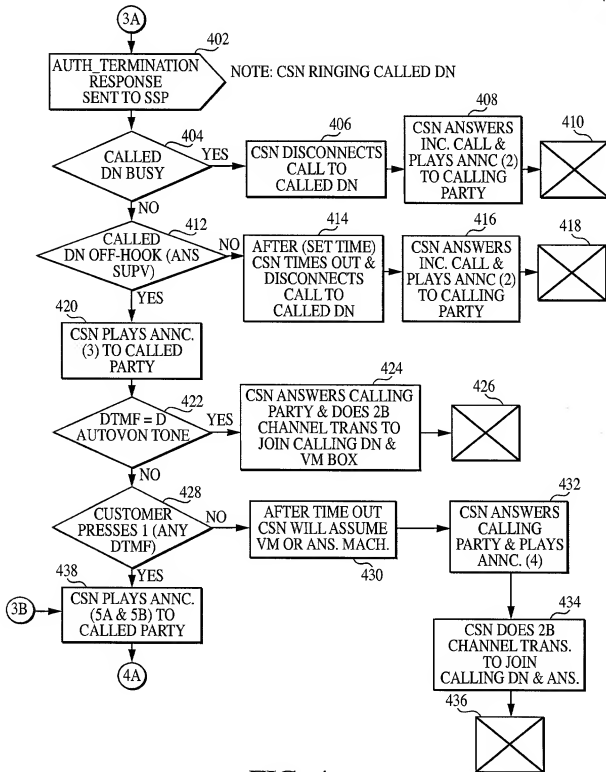 3A
402
AUTH_TERMINATION
RESPONSE
SENT TO SSP
NOTE: CSN RINGING CALLED DN
404
CALLED
DN BUSY
YES
NO
406
CSN DISCONNECTS
CALL TO
CALLED DN
408
CSN ANSWERS
INC. CALL &
PLAYS ANNC (2)
TO CALLING
PARTY
410
412
CALLED
DN OFF-HOOK (ANS
SUPV)
NO
YES
414
AFTER (SET TIME)
CSN TIMES OUT &
DISCONNECTS
CALL TO
CALLED DN
416
CSN ANSWERS
INC. CALL &
PLAYS ANNC (2)
TO CALLING
PARTY
418
420
CSN PLAYS ANNC.
(3) TO CALLED
PARTY
422
DTMF = D
AUTOVON TONE
YES
NO
424
CSN ANSWERS CALLING
PARTY & DOES 2B
CHANNEL TRANS TO
JOIN CALLING DN &
VM BOX
426
428
CUSTOMER
PRESSES 1 (ANY
DTMF)
NO
YES
AFTER TIME OUT
CSN WILL ASSUME
VM OR ANS. MACH.
430
432
CSN ANSWERS
CALLING
PARTY & PLAYS
ANNC. (4)
434
CSN DOES 2B
CHANNEL TRANS.
TO JOIN
CALLING DN & ANS.
436
438
3B
CSN PLAYS ANNC.
(5A & 5B) TO
CALLED PARTY
4A